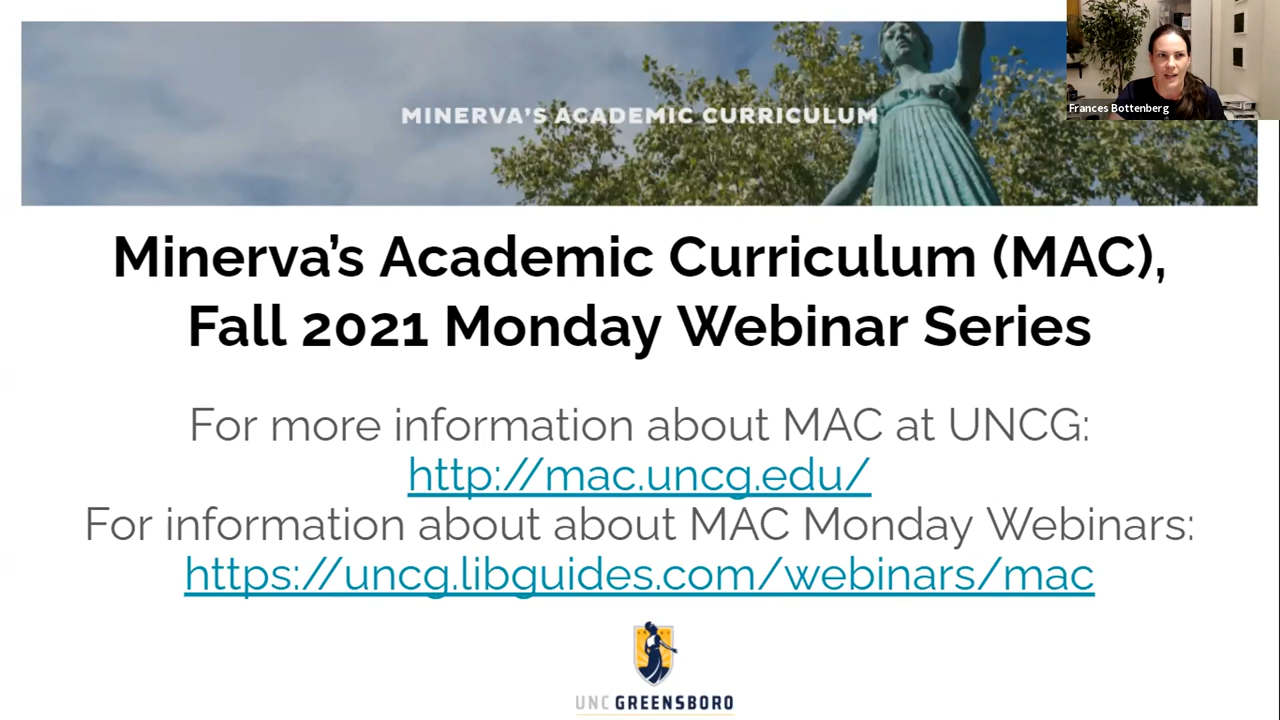 MINERVA'S ACADEMIC CURRICULUM
Frances Bottenberg
Minerva's Academic Curriculum (MAC),
Fall 2021 Monday Webinar Series
For more information about MAC at UNCG:
http://mac.uncg.edu/
For information about about MAC Monday Webinars:
https://uncg.libguides.com/webinars/mac
UNC GREENSBORO